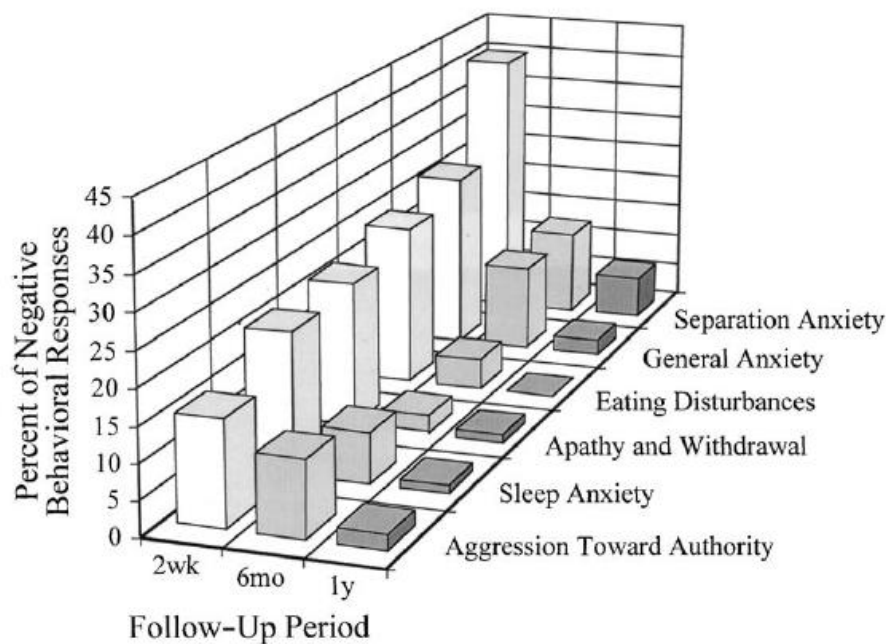 45
40
35
30
25
20
15
10
5
0
Percent of Negative
Behavioral Responses
2wk
6mo
1y
Follow-Up Period
Separation Anxiety
General Anxiety
Eating Disturbances
Apathy and Withdrawal
Sleep Anxiety
Aggression Toward Authority